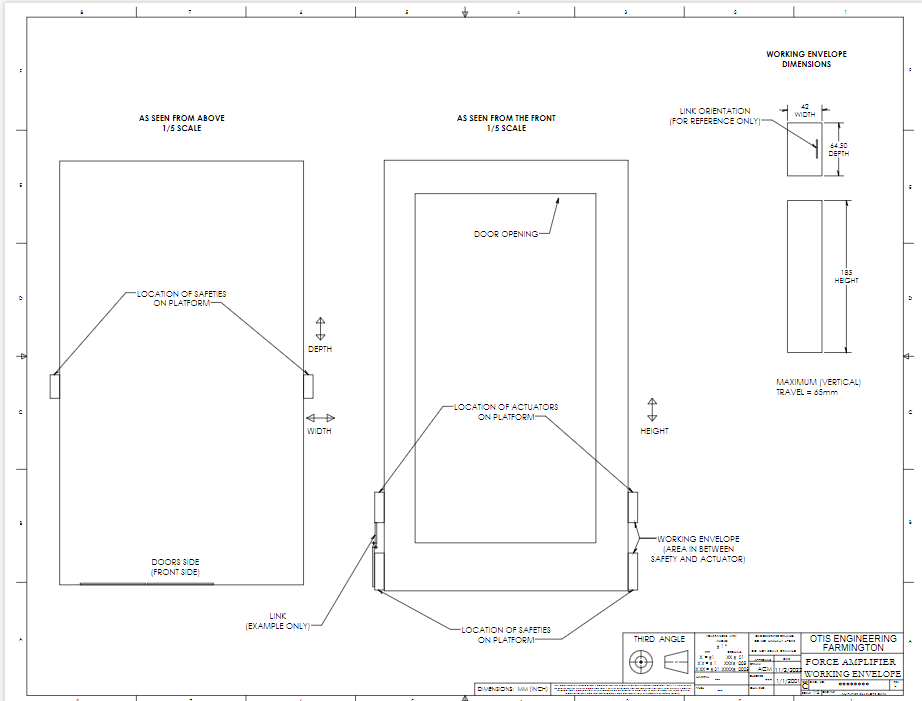 WORKING ENVELOPE
DIMENSIONS
AS SEEN FROM ABOVE
1/5 SCALE
AS SEEN FROM THE FRONT
1/5 SCALE
LINK ORIENTATION
(FOR REFERENCE ONLY)
42
WIDTH
64.50
DEPTH
DOOR OPENING
185
HEIGHT
LOCATION OF SAFETIES
ON PLATFORM
DEPTH
WIDTH
MAXIMUM (VERTICAL)
TRAVEL = 65mm
LOCATION OF ACTUATORS
ON PLATFORM
HEIGHT
WORKING ENVELOPE
(AREA IN BETWEEN
SAFETY AND ACTUATOR)
DOORS SIDE
(FRONT SIDE)
LINK
(EXAMPLE ONLY)
LOCATION OF SAFETIES
ON PLATFORM
THIRD ANGLE
OTIS ENGINEERING
FARMINGTON
FORCE AMPLIFIER
WORKING ENVELOPE
DIMENSIONS: MM [INCH]